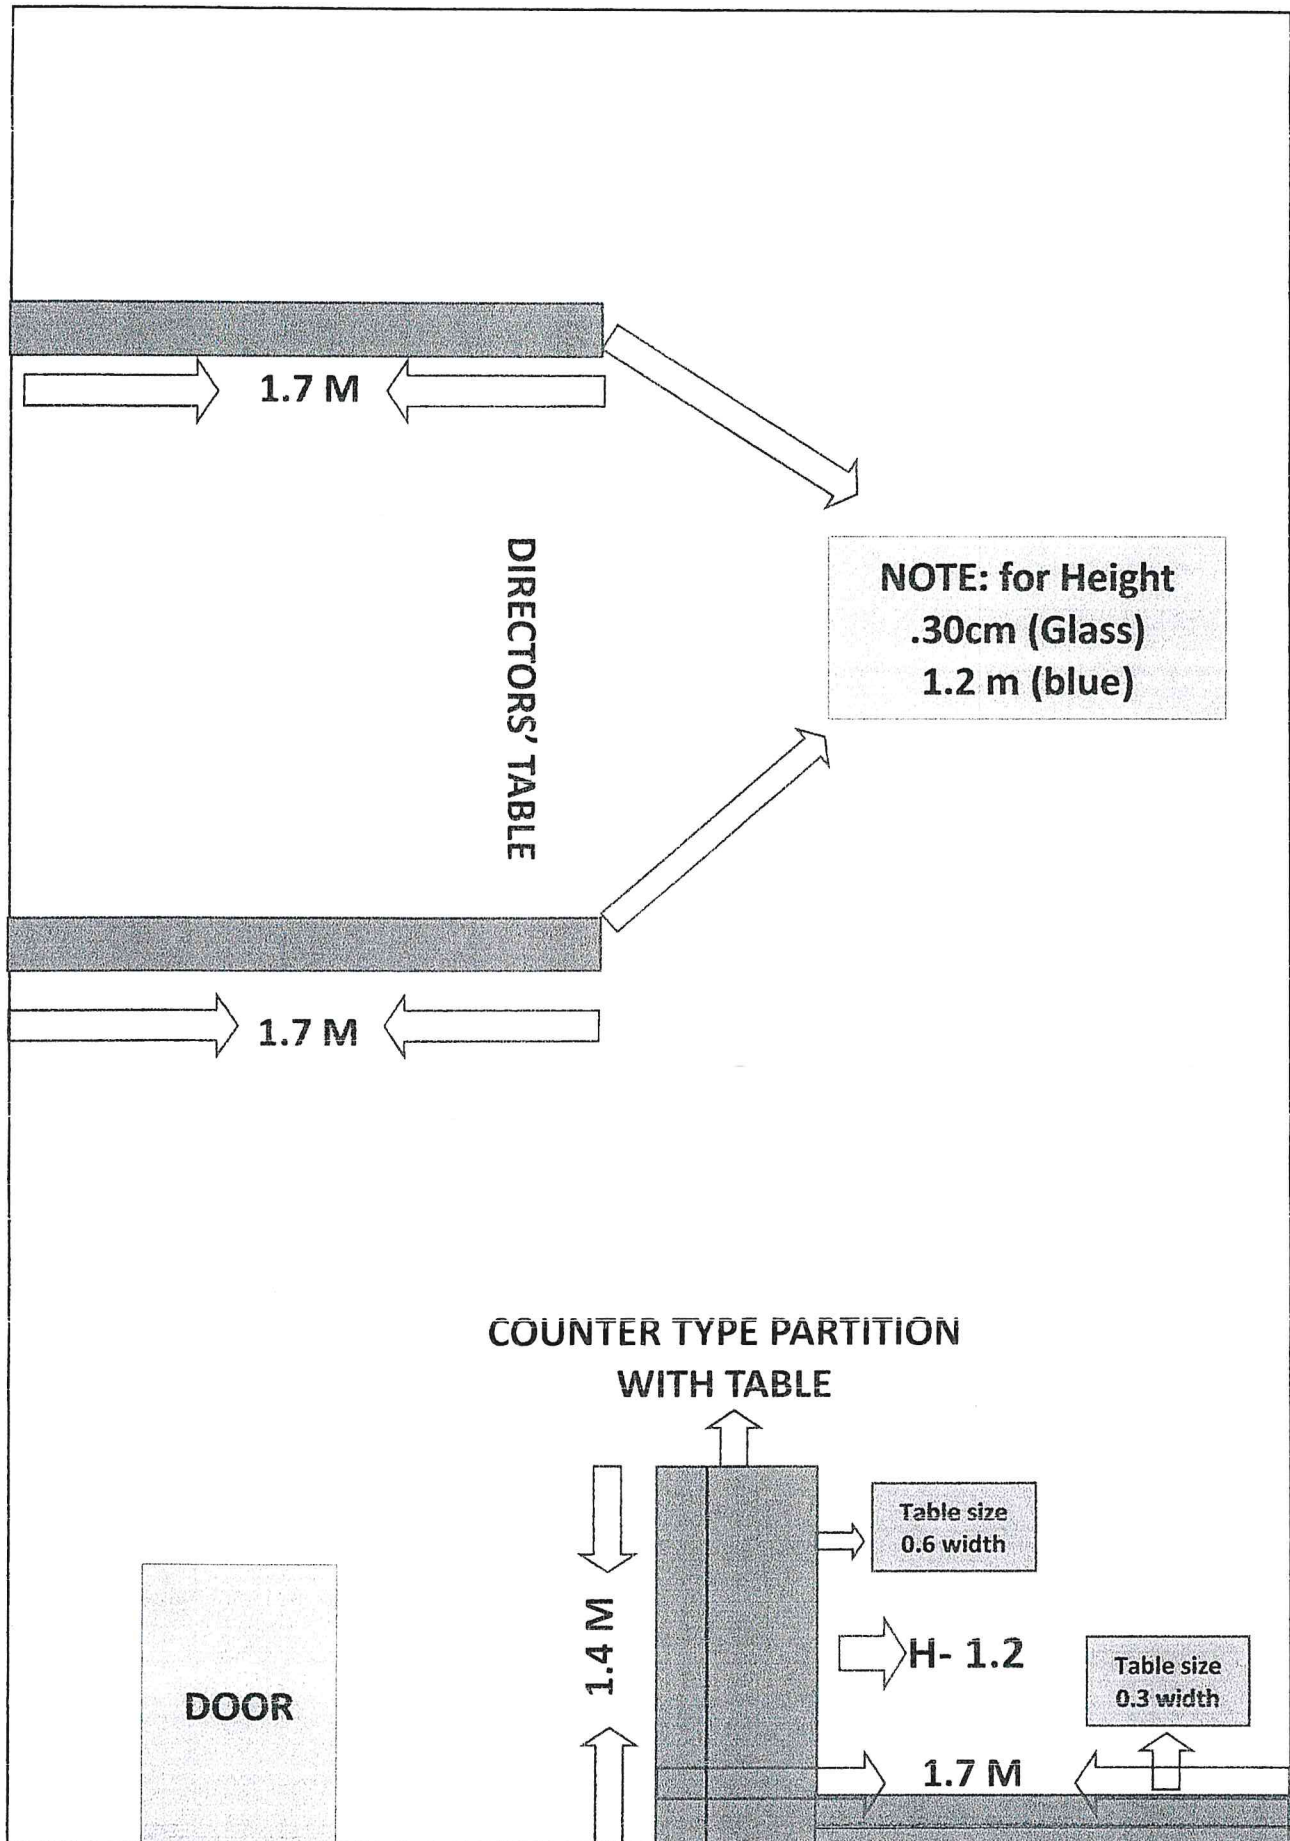 1.7 M
DIRECTORS' TABLE
NOTE: for Height
.30cm (Glass)
1.2 m (blue)
1.7 M
COUNTER TYPE PARTITION
WITH TABLE
Table size
0.6 width
1.4 M
H- 1.2
Table size
0.3 width
DOOR
1.7 M